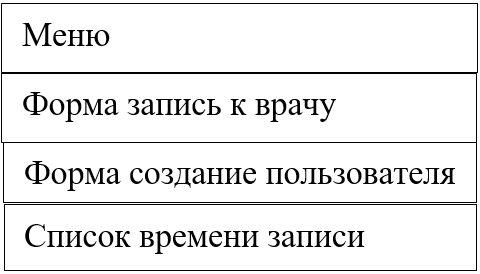 Меню
Форма запись к врачу
Форма создание пользователя
Список времени записи